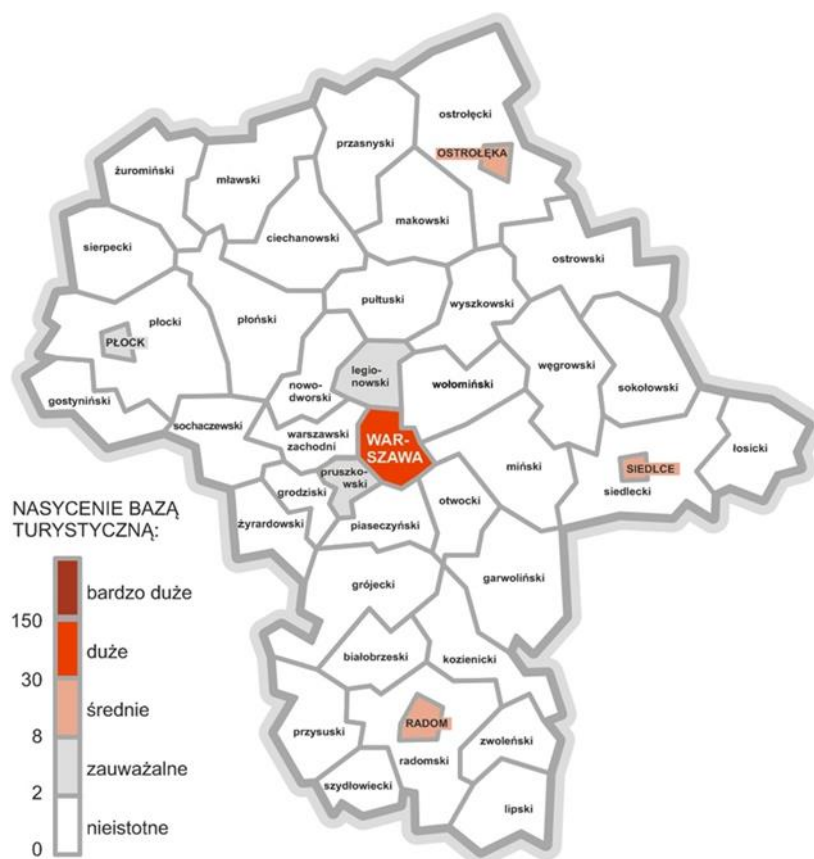 ostrołęcki
OSTROŁĘKA
przasnyski
żuromiński
mławski
makowski
ciechanowski
sierpecki
ostrowski
pułtuski
wyszkowski
płocki
płoński
PŁOCK
legio-
nowskî
węgrowski
nowo-
dworski
wołomiński
sokołowski
gostyniński
sochaczewski
warszawski
zachodni
WAR-
SZAWA
łosicki
miński
SIEDLCE
siedlecki
pruszko-
wski
grodziski
otwocki
żyrardowski
piaseczyński
grójecki
garwoliński
białobrzeski
kozienicki
RADOM
przysuski
zwoleński
radomski
szydłowiecki
lipski
NASYCENIE BAZĄ
TURYSTYCZNĄ:
bardzo duże
150
duże
30
średnie
8
zauważalne
2
nieistotne
0